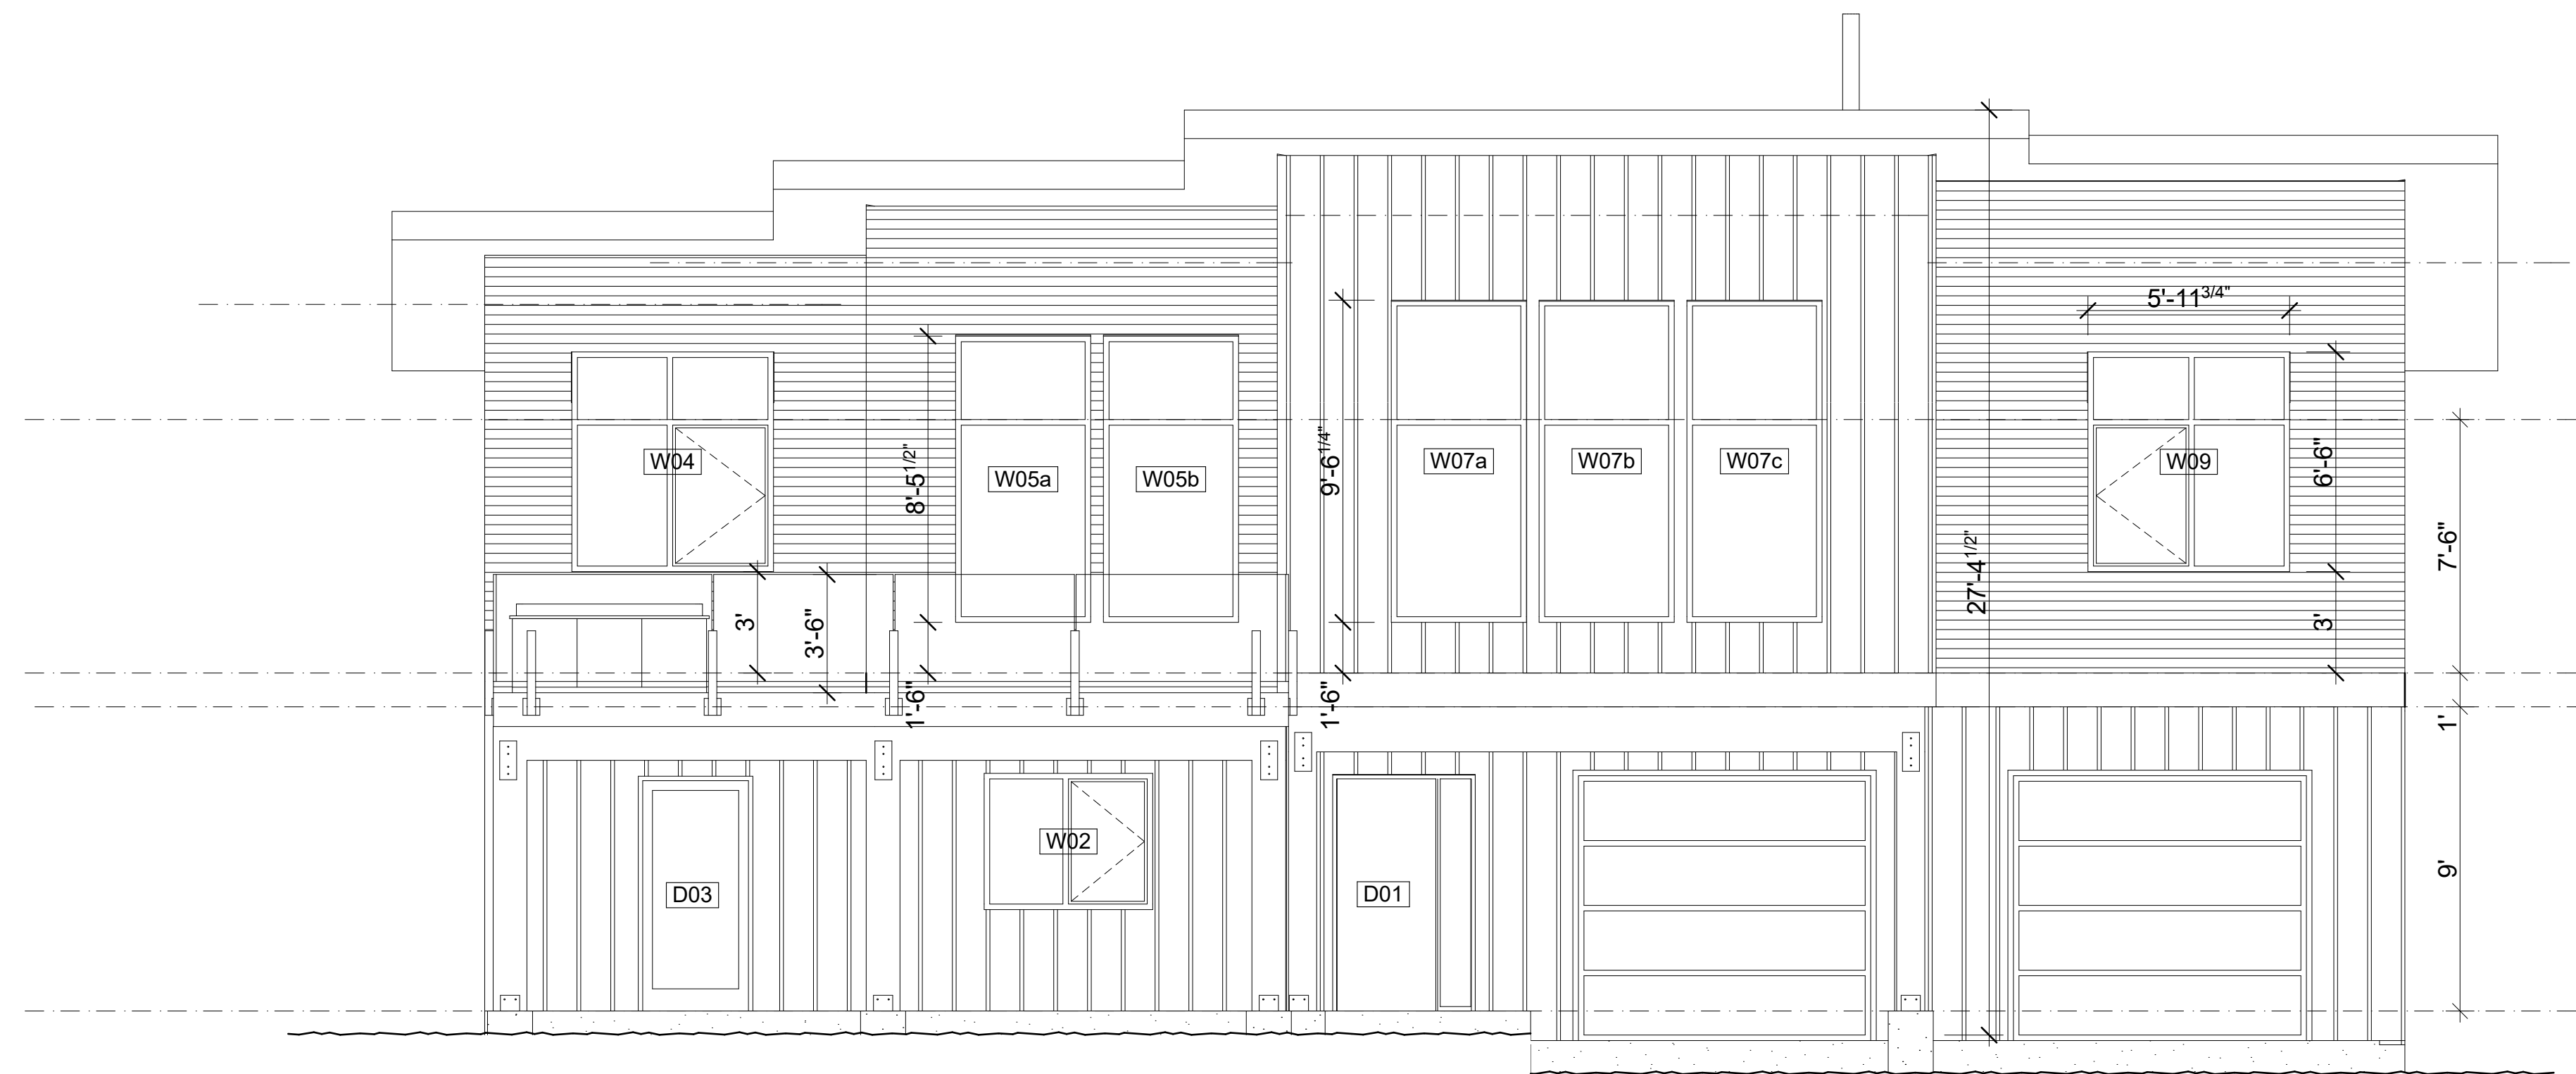 5'-11 3/4"
W04
W05a
W05b
W07a
W07b
W07c
W09
8'-5 1/2"
9'-6 1/4"
6'-6"
7'-6"
27'-4 1/2"
3'
3'-6"
3'
1'-6"
1'-6"
1'
W02
D03
D01
9'